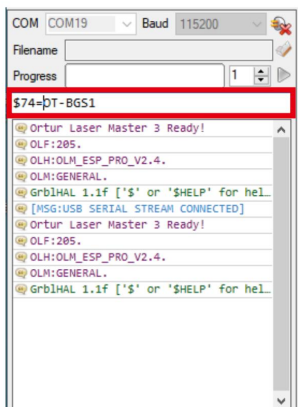 COM COM19 Baud 115200
Filename
Progress 1
$74=OT-BGS1
Ortur Laser Master 3 Ready!
OLF:205.
OLH:OLM_ESP_PRO_V2.4.
OLM:GENERAL.
GrblHAL 1.1f ['$' or '$HELP' for hel…
[MSG:USB SERIAL STREAM CONNECTED]
Ortur Laser Master 3 Ready!
OLF:205.
OLH:OLM_ESP_PRO_V2.4.
OLM:GENERAL.
GrblHAL 1.1f ['$' or '$HELP' for hel…